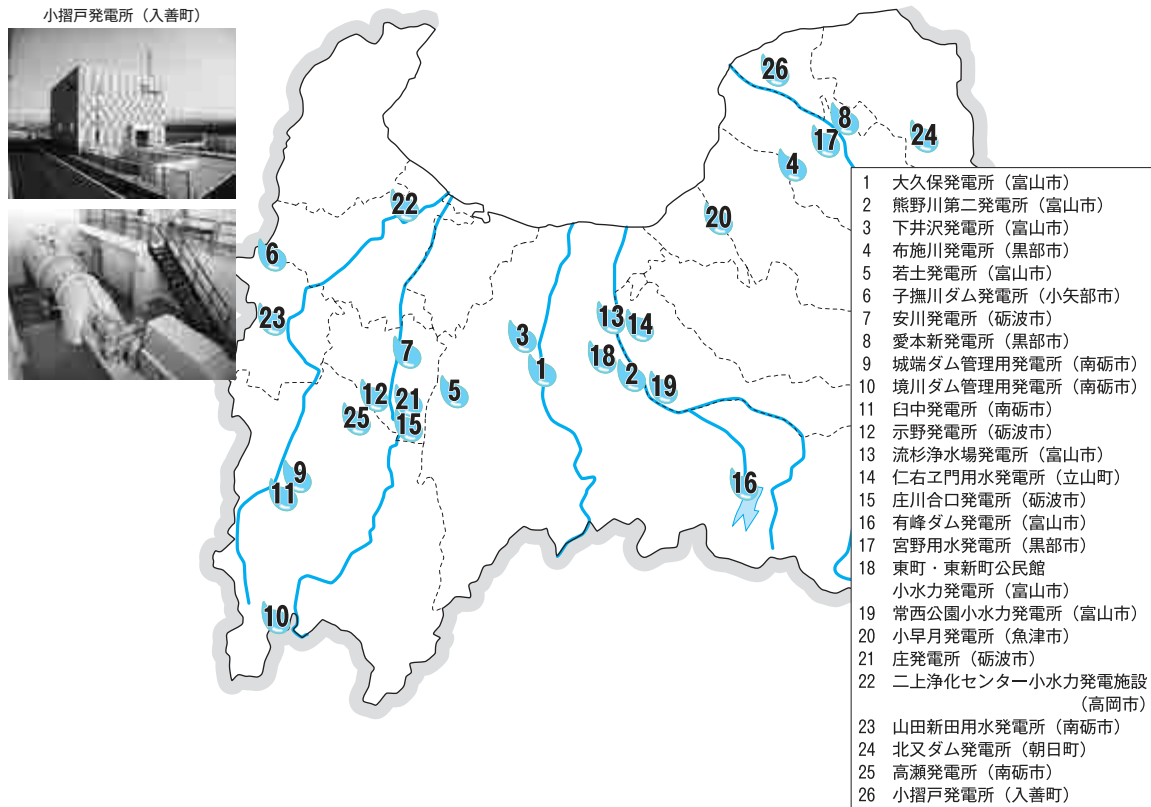 小摺戸発電所（入善町）
26
8
24
17
4
22
20
6
23
13
14
3
7
18
1
2
12
21
5
19
25
15
9
11
16
10
1 大久保発電所（富山市）
2 熊野川第二発電所（富山市）
3 下井沢発電所（富山市）
4 布施川発電所（黒部市）
5 若土発電所（富山市）
6 子撫川ダム発電所（小矢部市）
7 安川発電所（砺波市）
8 愛本新発電所（黒部市）
9 城端ダム管理用発電所（南砺市）
10 境川ダム管理用発電所（南砺市）
11 臼中発電所（南砺市）
12 示野発電所（砺波市）
13 流杉浄水場発電所（富山市）
14 仁右ヱ門用水発電所（立山町）
15 庄川合口発電所（砺波市）
16 有峰ダム発電所（富山市）
17 宮野用水発電所（黒部市）
18 東町・東新町公民館
小水力発電所（富山市）
19 常西公園小水力発電所（富山市）
20 小早月発電所（魚津市）
21 庄発電所（砺波市）
22 二上浄化センター小水力発電施設
（高岡市）
23 山田新田用水発電所（南砺市）
24 北又ダム発電所（朝日町）
25 高瀬発電所（南砺市）
26 小摺戸発電所（入善町）